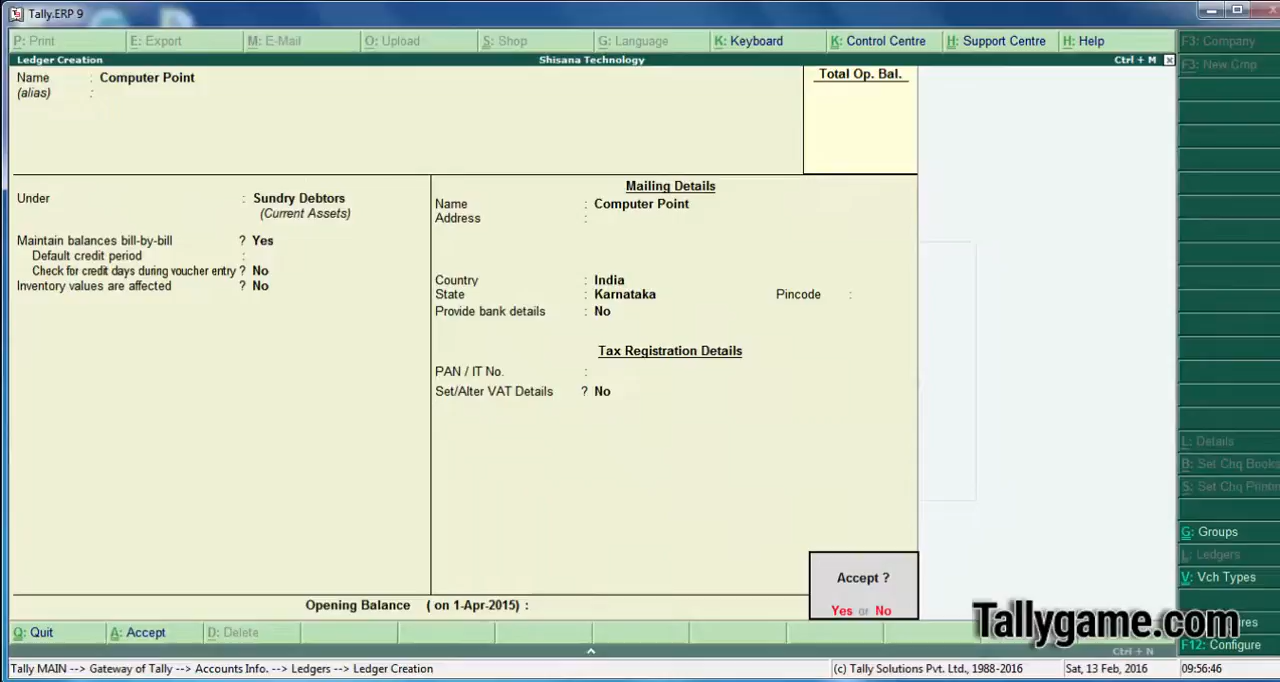 Tally.ERP 9
P: Print E: Export M: E-Mail O: Upload S: Shop G: Language K: Keyboard K: Control Centre H: Support Centre H: Help F3: Company
Ledger Creation Shisana Technology Ctrl + M
F3: New Cmp
Name : Computer Point Total Op. Bal.
(alias) :
Mailing Details
Under : Sundry Debtors
(Current Assets)
Name : Computer Point
Address :
Maintain balances bill-by-bill ? Yes
Default credit period :
Check for credit days during voucher entry ? No
Inventory values are affected ? No
Country : India
State : Karnataka Pincode :
Provide bank details : No
Tax Registration Details
PAN / IT No. :
Set/Alter VAT Details ? No
L: Details
B: Set Chq Books
S: Set Chq Printing
G: Groups
L: Ledgers
V: Vch Types
Accept ?
Yes or No
Opening Balance ( on 1-Apr-2015) :
Tallygame.com
Q: Quit A: Accept D: Delete
F12: Configure
Ctrl + N
Tally MAIN --> Gateway of Tally --> Accounts Info. --> Ledgers --> Ledger Creation (c) Tally Solutions Pvt. Ltd., 1988-2016 Sat, 13 Feb, 2016 09:56:46